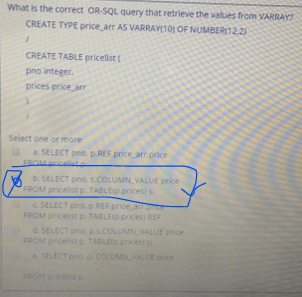 What is the correct OR-SQL query that retrieve the values from VARRAY?
CREATE TYPE price_arr AS VARRAY(10) OF NUMBER(12,2)
/
CREATE TABLE pricelist (
pno integer,
prices price_arr
)
/
Select one or more:
a. SELECT pno, p.REF.price_arr.price
FROM pricelist p
b. SELECT pno, s.COLUMN_VALUE price
FROM pricelist p, TABLE(p.prices) s;
c. SELECT pno, p.REF.price_arr.price
FROM pricelist p, TABLE(p.prices) REF
d. SELECT pno, p.s.COLUMN_VALUE price
FROM pricelist p, TABLE(p.prices) s;
e. SELECT pno, p. COLUMN_VALUE price
FROM pricelist p